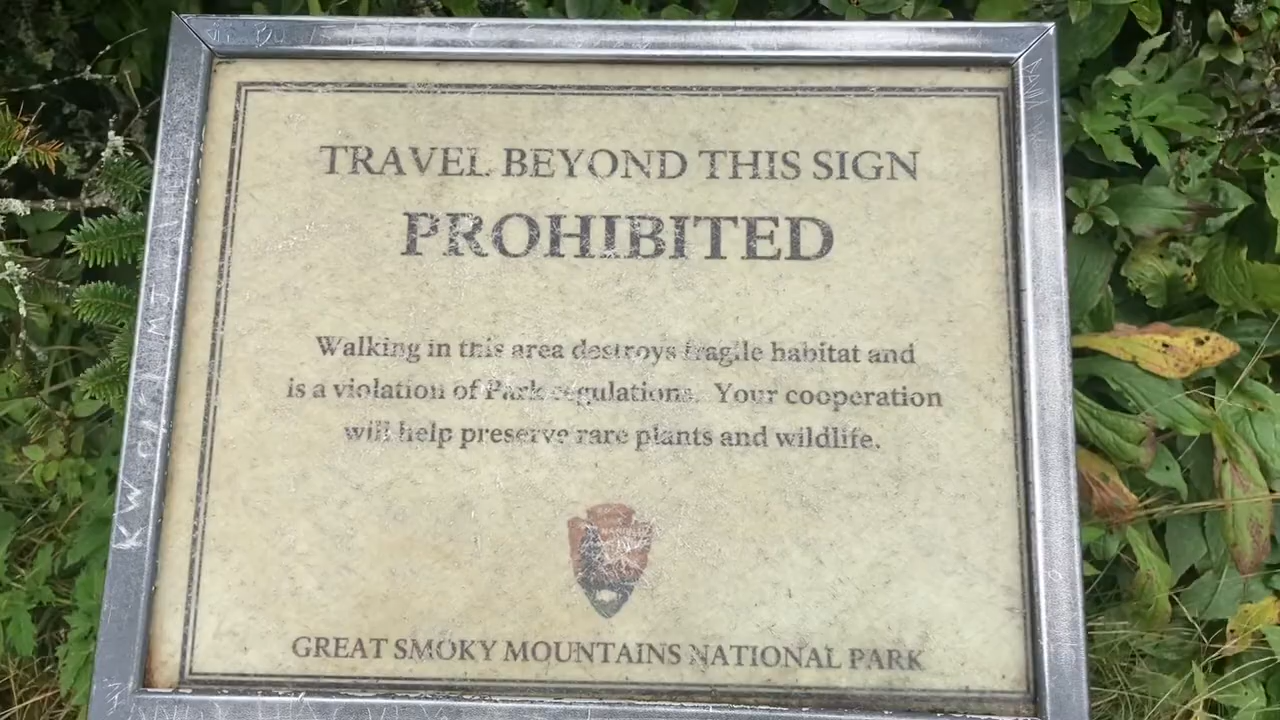 TRAVEL BEYOND THIS SIGN
PROHIBITED
Walking in this area destroys fragile habitat and
is a violation of Park regulations. Your cooperation
will help preserve rare plants and wildlife.
GREAT SMOKY MOUNTAINS NATIONAL PARK
KW